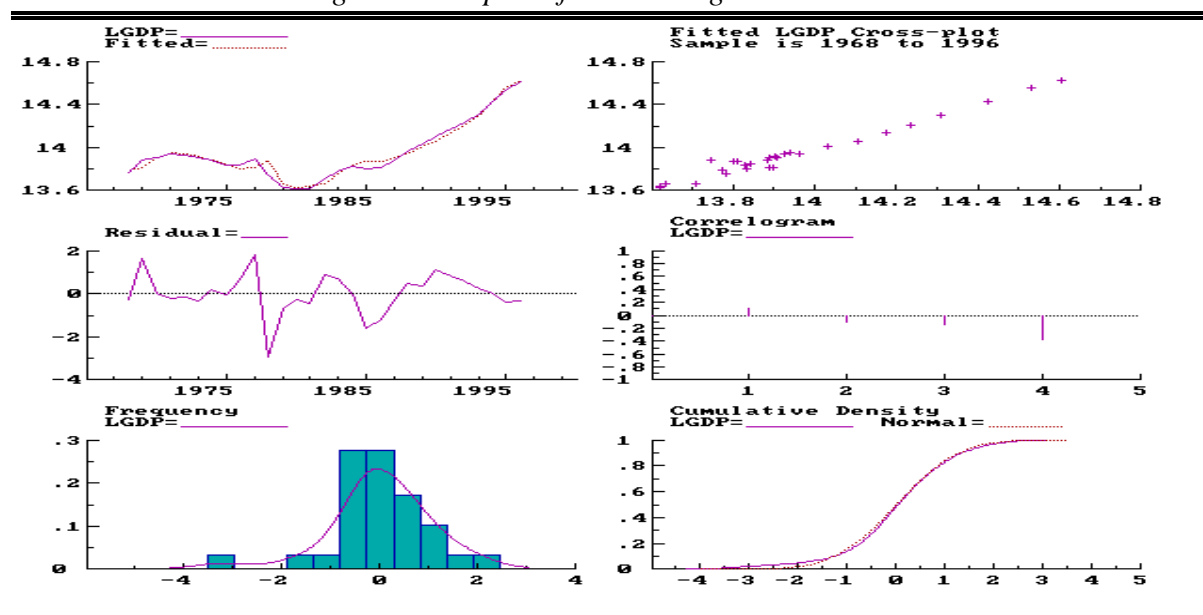 LGDP=
Fitted=
14.8
14.4
14
13.6
1975 1985 1995
Fitted LGDP Cross-plot
Sample is 1968 to 1996
14.8
14.4
14
13.6
13.8 14 14.2 14.4 14.6 14.8
Residual=
2
0
-2
-4
1975 1985 1995
Correlogram
LGDP=
1
.8
.6
.4
.2
0
-.2
-.4
-.6
-.8
-1
1 2 3 4 5
Frequency
LGDP=
.3
.2
.1
0
-4 -2 0 2 4
Cumulative Density
LGDP= Normal=
1
.8
.6
.4
.2
0
-4 -3 -2 -1 0 1 2 3 4